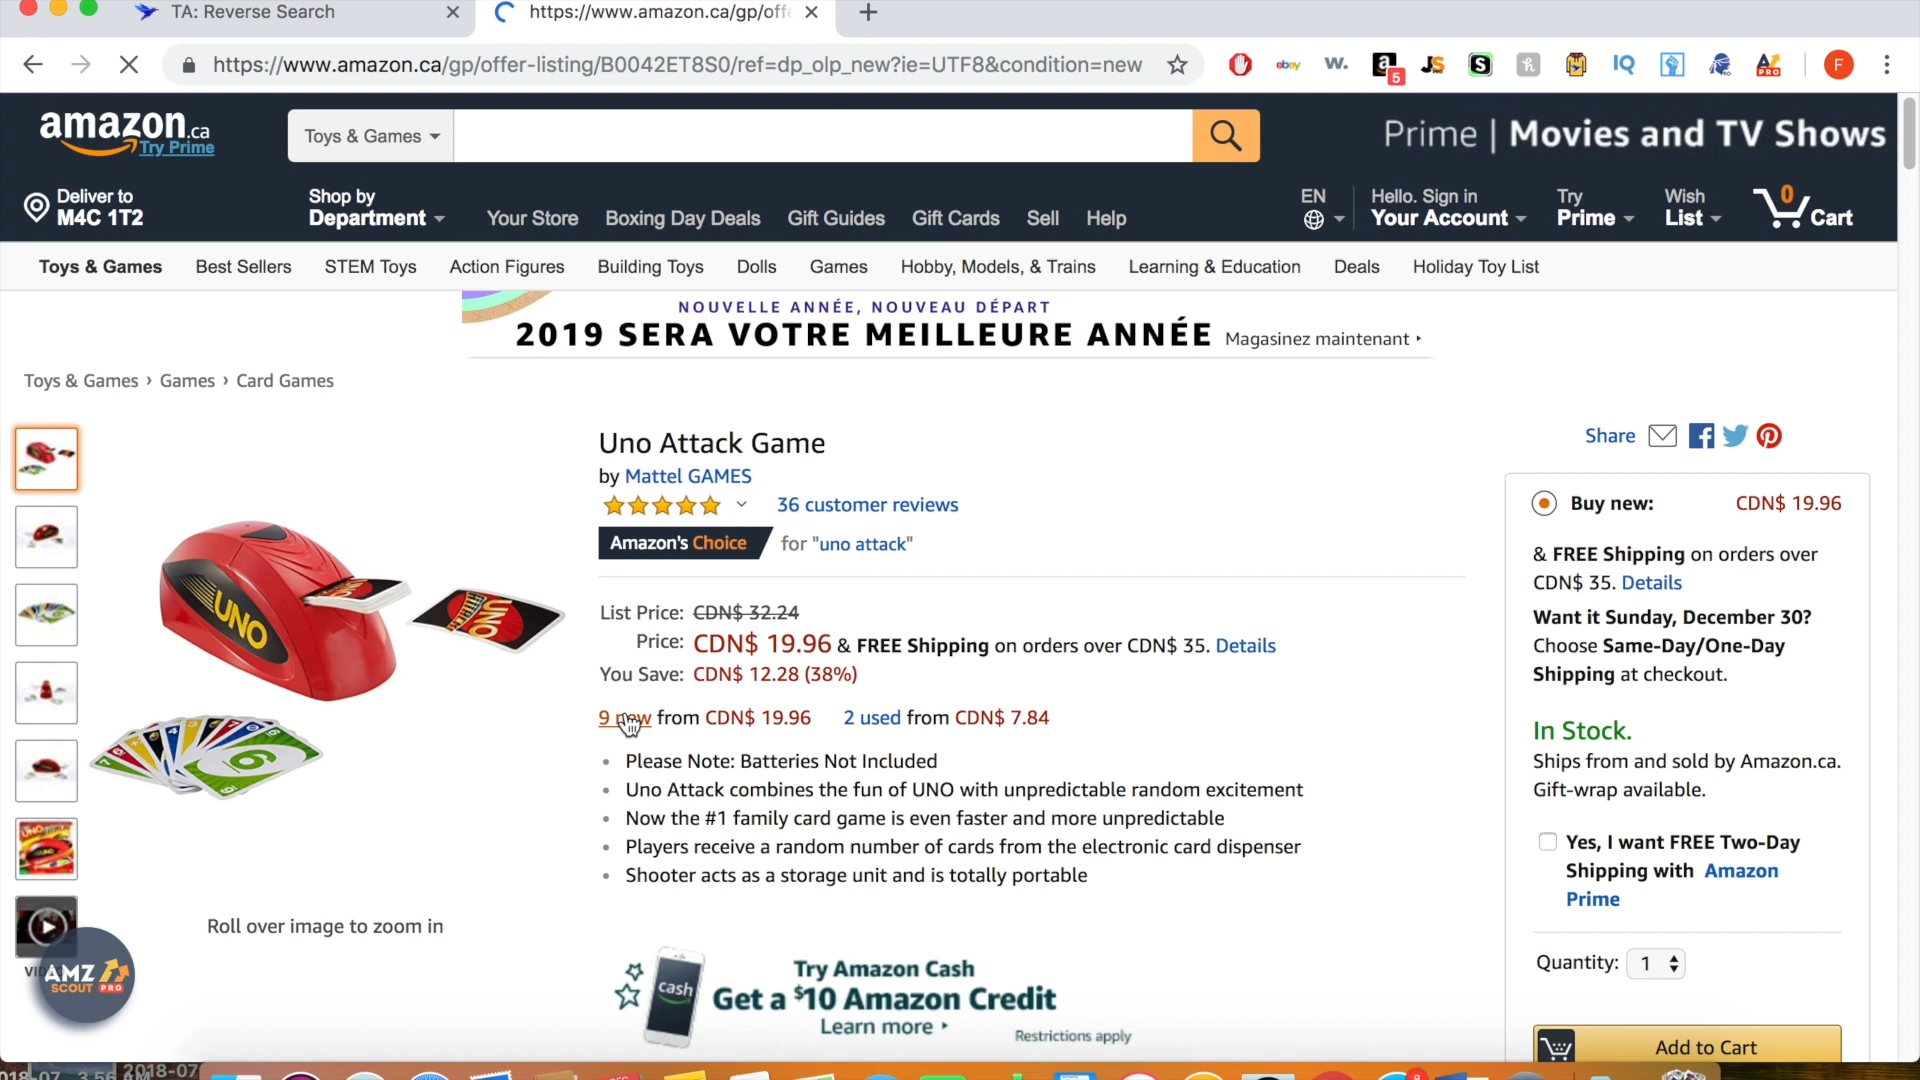 TA: Reverse Search
https://www.amazon.ca/gp/offe
https://www.amazon.ca/gp/offer-listing/B0042ET8S0/ref=dp_olp_new?ie=UTF8&condition=new
ebay
w.
a
5
JS
S
h
IQ
PRO
F
amazon.ca
Try Prime
Toys & Games
Prime | Movies and TV Shows
Deliver to
M4C 1T2
Shop by
Department
Your Store
Boxing Day Deals
Gift Guides
Gift Cards
Sell
Help
EN
Hello. Sign in
Your Account
Try
Prime
Wish
List
0
Cart
Toys & Games
Best Sellers
STEM Toys
Action Figures
Building Toys
Dolls
Games
Hobby, Models, & Trains
Learning & Education
Deals
Holiday Toy List
NOUVELLE ANNÉE, NOUVEAU DÉPART
2019 SERA VOTRE MEILLEURE ANNÉE Magasinez maintenant ‣
Toys & Games › Games › Card Games
Uno Attack Game
by Mattel GAMES
36 customer reviews
Amazon's Choice for "uno attack"
List Price: CDN$ 32.24
Price: CDN$ 19.96 & FREE Shipping on orders over CDN$ 35. Details
You Save: CDN$ 12.28 (38%)
9 new from CDN$ 19.96 2 used from CDN$ 7.84
• Please Note: Batteries Not Included
• Uno Attack combines the fun of UNO with unpredictable random excitement
• Now the #1 family card game is even faster and more unpredictable
• Players receive a random number of cards from the electronic card dispenser
• Shooter acts as a storage unit and is totally portable
UNO
UNO
Roll over image to zoom in
AMZ
SCOUT PRO
cash
Try Amazon Cash
Get a $10 Amazon Credit
Learn more ‣
Restrictions apply
Share
Buy new: CDN$ 19.96
& FREE Shipping on orders over
CDN$ 35. Details
Want it Sunday, December 30?
Choose Same-Day/One-Day
Shipping at checkout.
In Stock.
Ships from and sold by Amazon.ca.
Gift-wrap available.
Yes, I want FREE Two-Day
Shipping with Amazon
Prime
Quantity: 1
Add to Cart